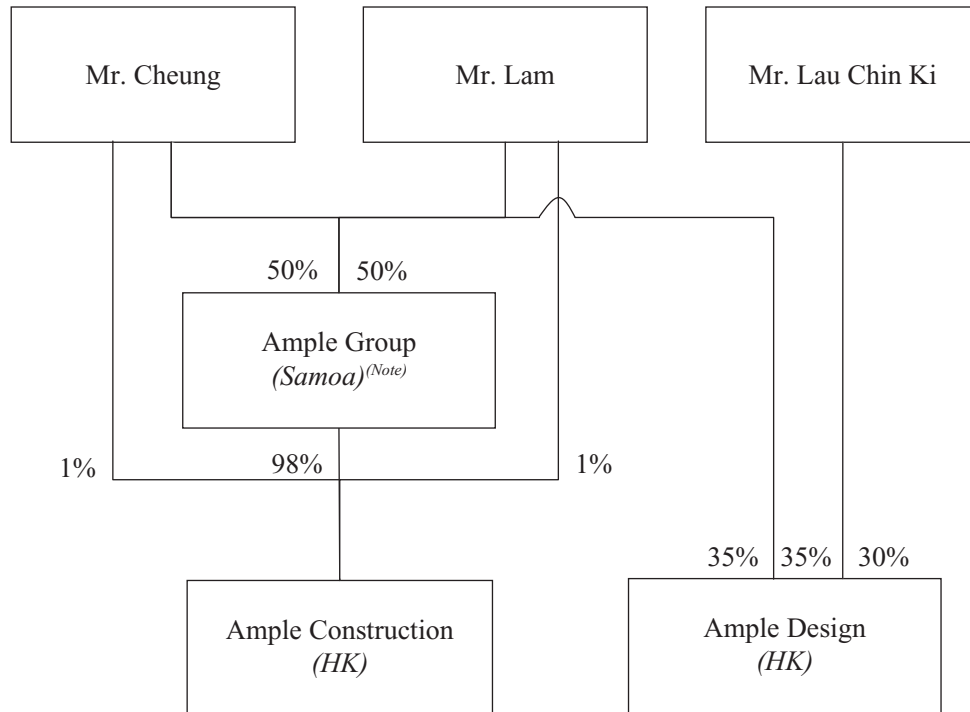 Mr. Cheung
Mr. Lam
Mr. Lau Chin Ki
50%
50%
Ample Group
(Samoa)(Note)
1%
98%
1%
35%
35%
30%
Ample Construction
(HK)
Ample Design
(HK)